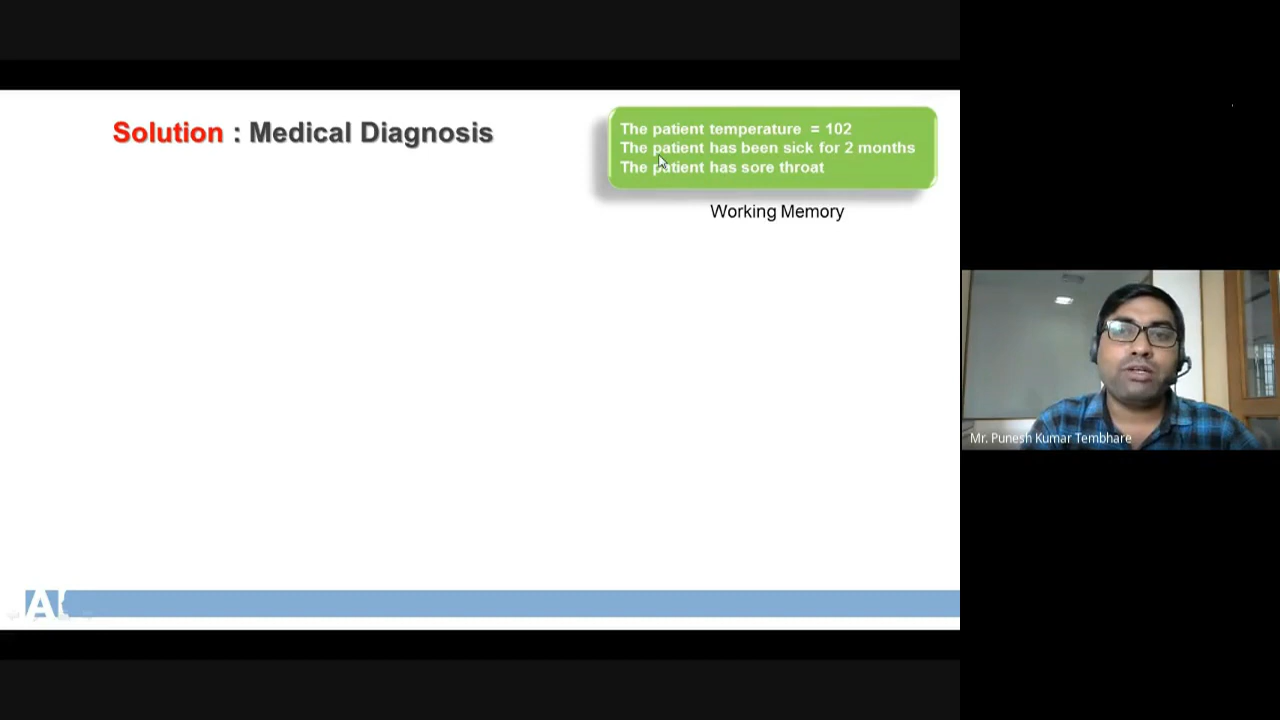 Solution : Medical Diagnosis
The patient temperature = 102
The patient has been sick for 2 months
The patient has sore throat
Working Memory
Mr. Punesh Kumar Tembhare